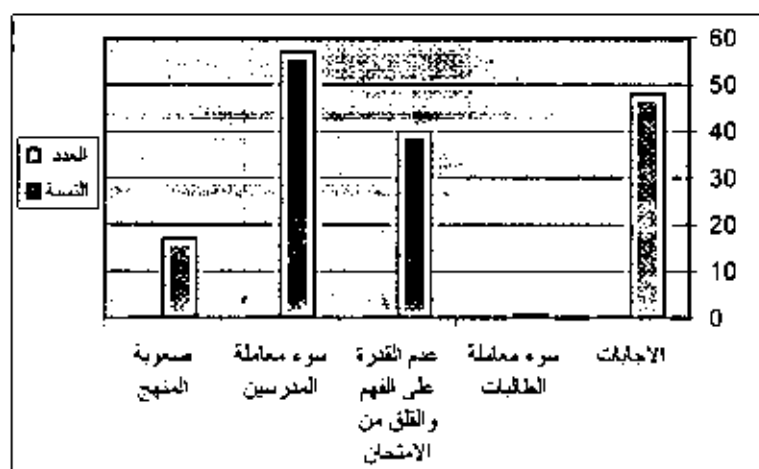 60
50
40
30
20
10
0
العدد
النسبة
الاجابات
سوء معاملة
الطالبات
عدم القدرة
على الفهم
والقلق من
الامتحان
سوء معاملة
المدرسين
صعوبة
المنهج